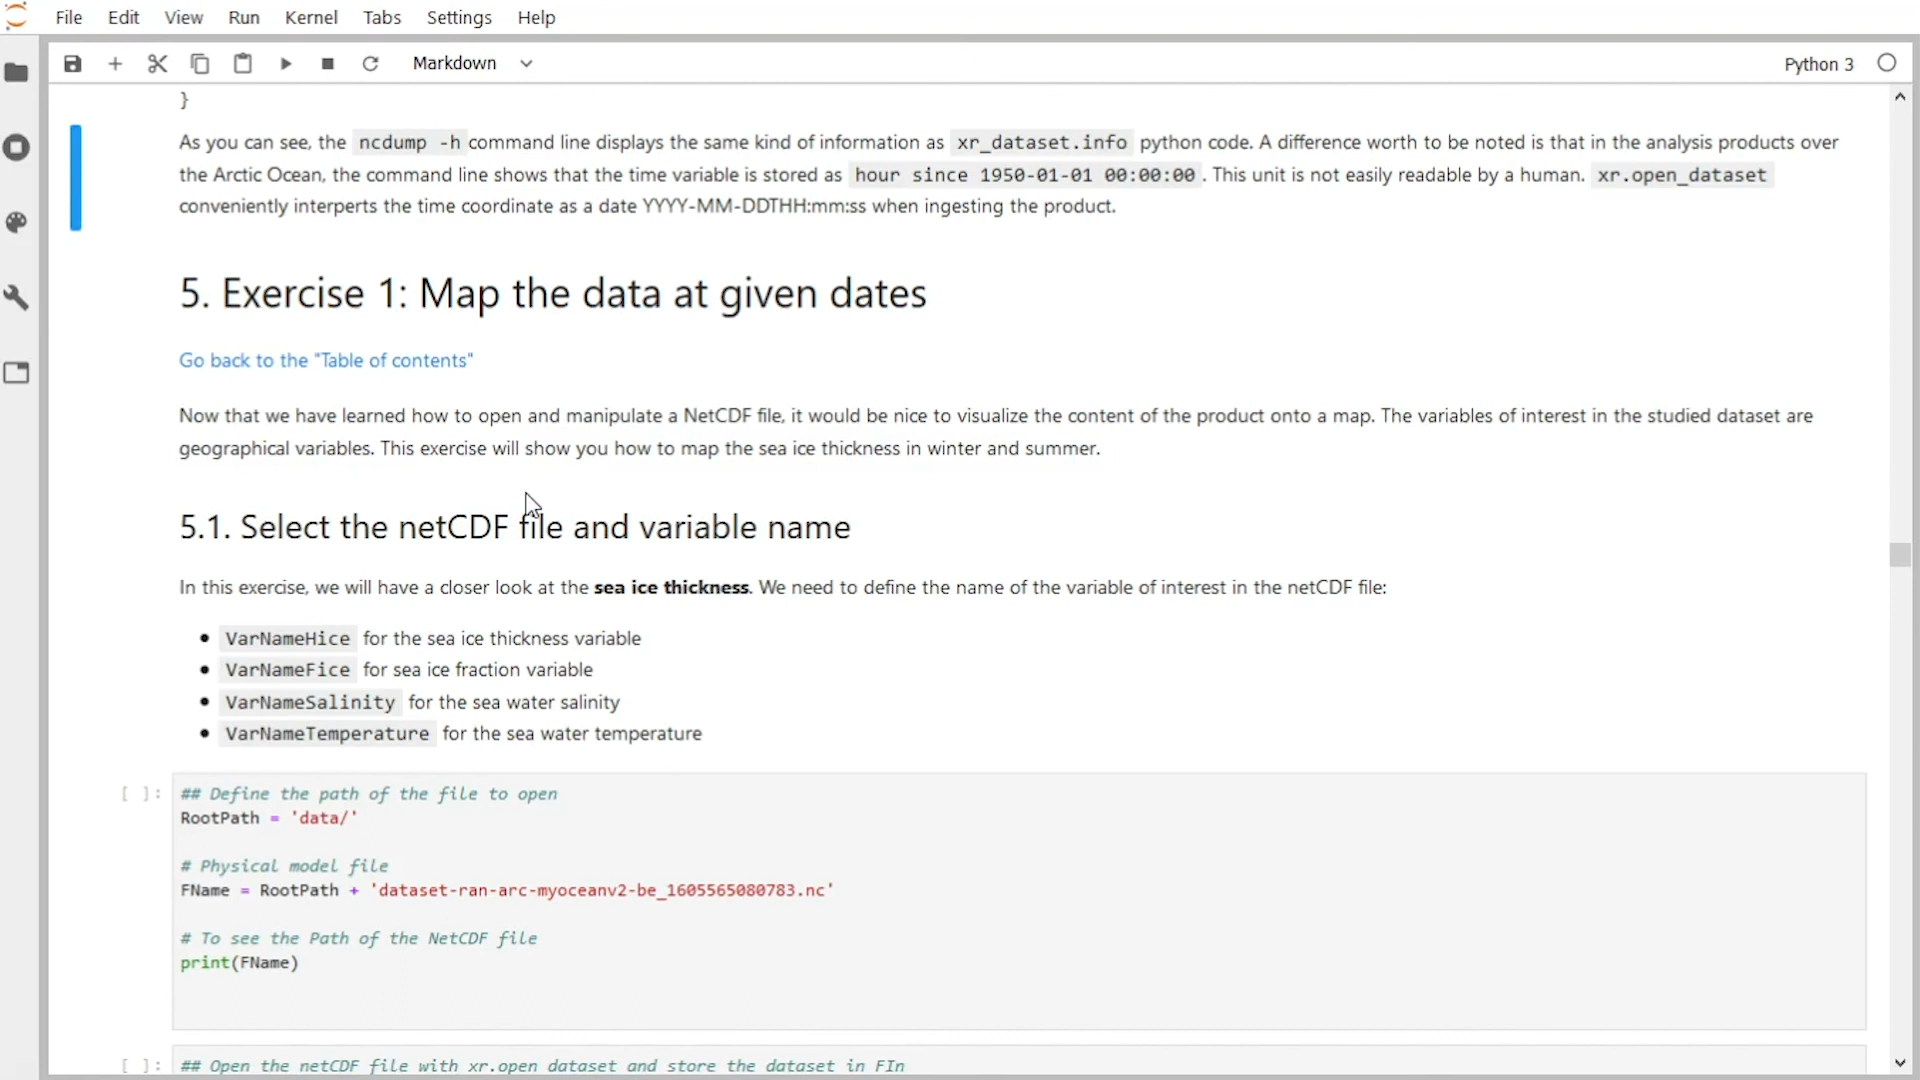 File Edit View Run Kernel Tabs Settings Help
Markdown Python 3
}
As you can see, the ncdump -h command line displays the same kind of information as xr_dataset.info python code. A difference worth to be noted is that in the analysis products over
the Arctic Ocean, the command line shows that the time variable is stored as hour since 1950-01-01 00:00:00 . This unit is not easily readable by a human. xr.open_dataset
conveniently interperts the time coordinate as a date YYYY-MM-DDTHH:mm:ss when ingesting the product.
5. Exercise 1: Map the data at given dates
Go back to the "Table of contents"
Now that we have learned how to open and manipulate a NetCDF file, it would be nice to visualize the content of the product onto a map. The variables of interest in the studied dataset are
geographical variables. This exercise will show you how to map the sea ice thickness in winter and summer.
5.1. Select the netCDF file and variable name
In this exercise, we will have a closer look at the sea ice thickness. We need to define the name of the variable of interest in the netCDF file:
• VarNameHice for the sea ice thickness variable
• VarNameFice for sea ice fraction variable
• VarNameSalinity for the sea water salinity
• VarNameTemperature for the sea water temperature
[ ]: ## Define the path of the file to open
RootPath = 'data/'
# Physical model file
FName = RootPath + 'dataset-ran-arc-myoceanv2-be_1605565080783.nc'
# To see the Path of the NetCDF file
print(FName)
[ ]: ## Open the netCDF file with xr.open dataset and store the dataset in FIn